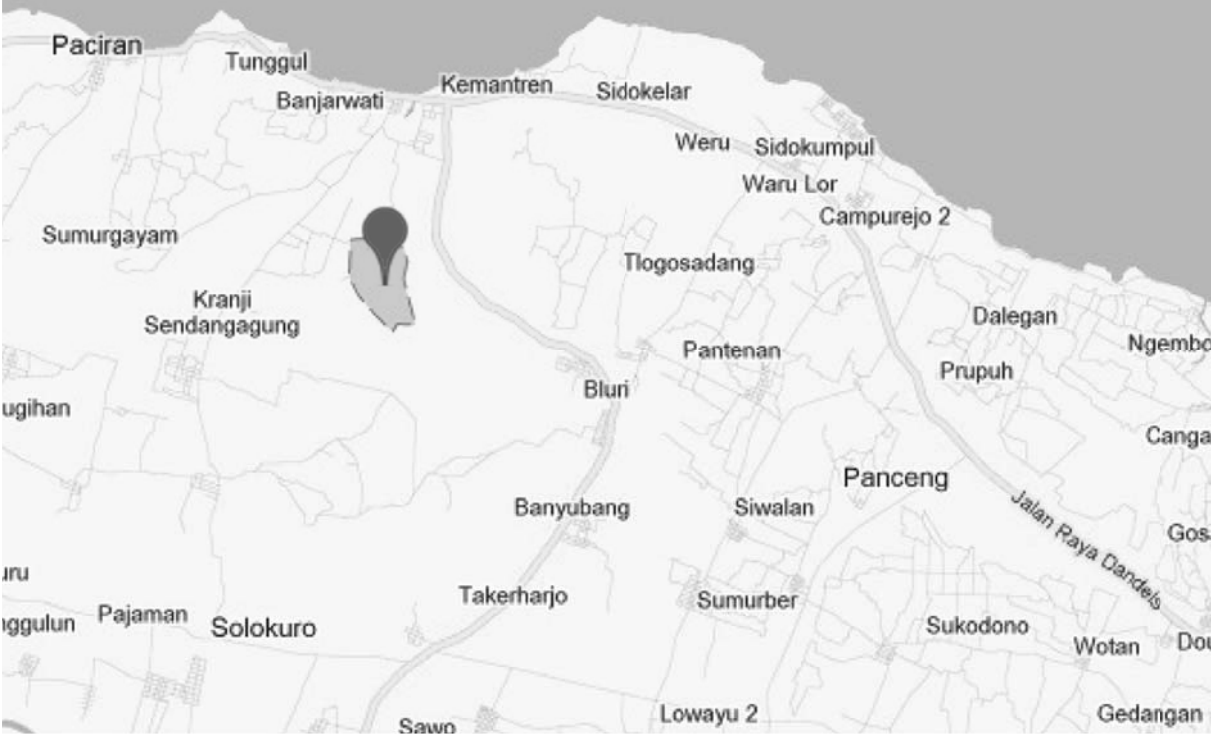 Paciran
Tunggul
Banjarwati
Kemantren
Sidokelar
Weru
Sidokumpul
Waru Lor
Campurejo 2
Sumurgayam
Tlogosadang
Kranji
Sendangagung
Dalegan
Ngembo
Pantenan
Prupuh
Bluri
ugihan
Canga
Panceng
Banyubang
Siwalan
Jalan Raya Dandels
Gos
uru
Takerharjo
Sumurber
Pajaman
nggulun
Solokuro
Sukodono
Wotan
Dou
Lowayu 2
Gedangan
Sawo